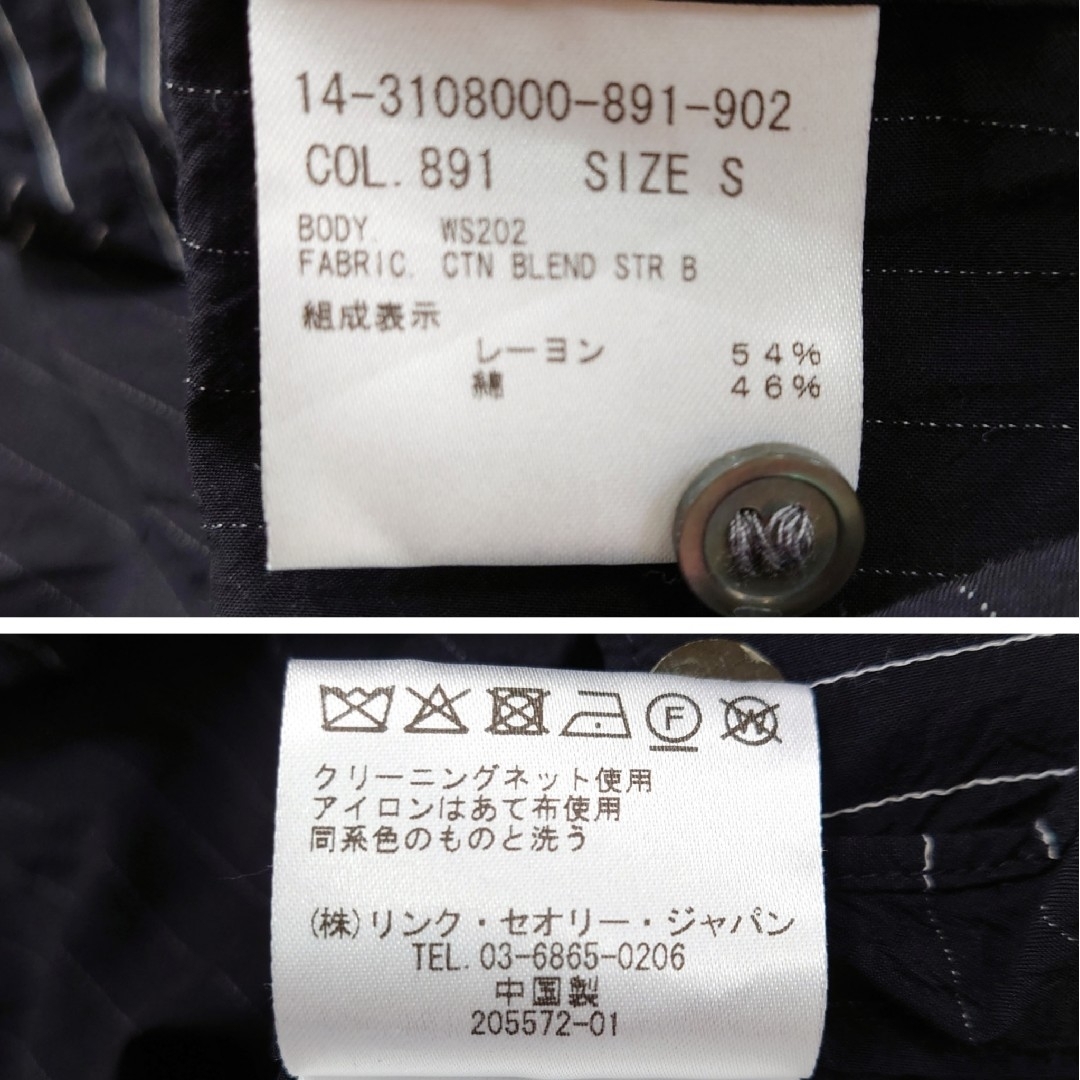 14-3108000-891-902
COL. 891 SIZE S
BODY. WS202
FABRIC. CTN BLEND STR B
組成表示
レーヨン 54%
綿 46%
F
W
クリーニングネット使用
アイロンはあて布使用
同系色のものと洗う
(株)リンク・セオリー・ジャパン
TEL. 03-6865-0206
中国製
205572-01